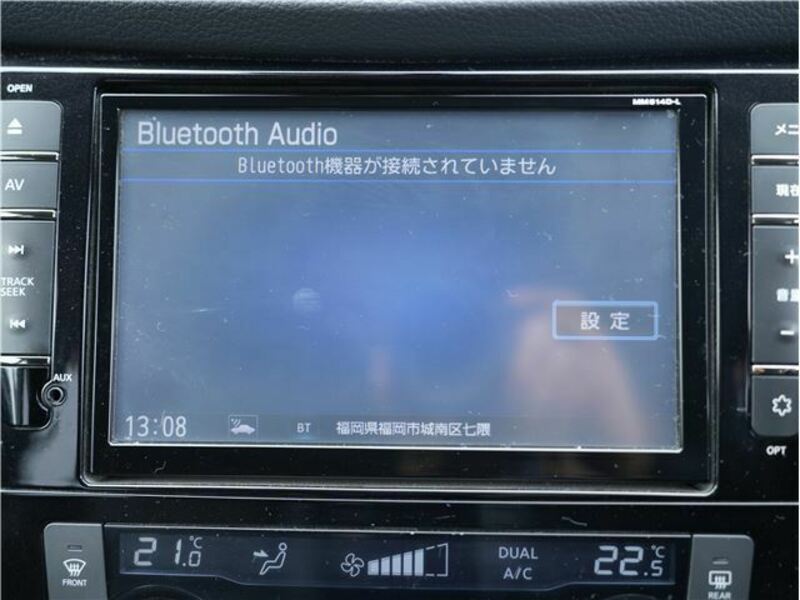 OPEN
MM514D-L
Bluetooth Audio
Bluetooth機器が接続されていません
AV
TRACK
SEEK
設定
AUX
13:08
BT
福岡県福岡市城南区七隈
OPT
21.0℃
DUAL
A/C
22.5℃
FRONT
REAR